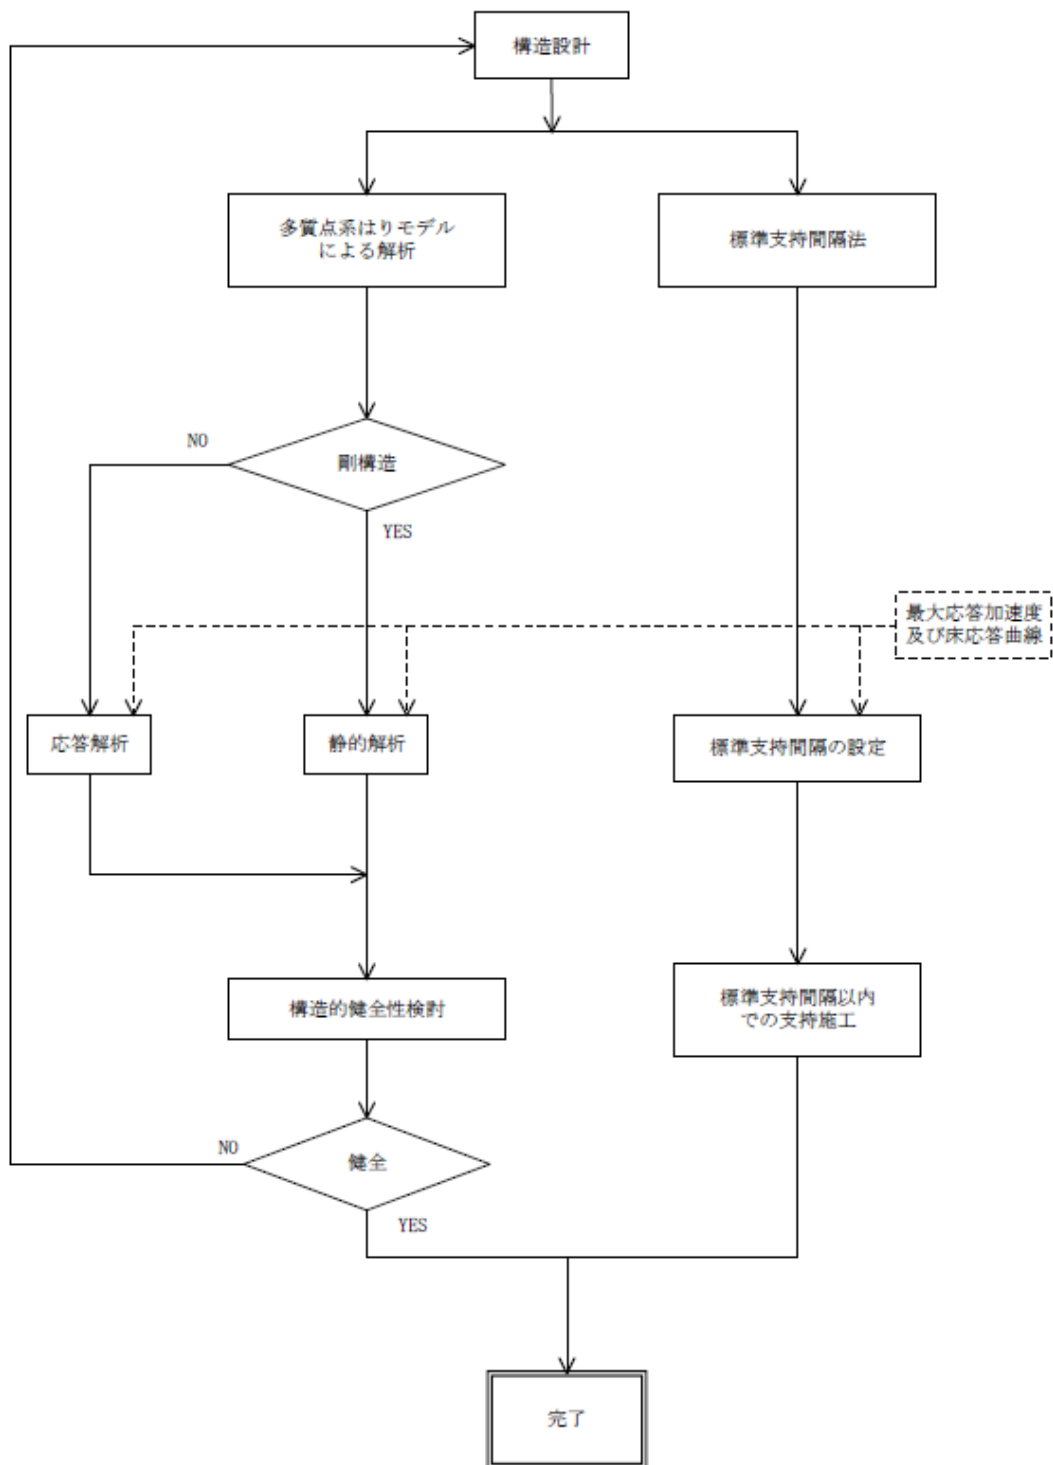 構造設計
多質点系はりモデル
による解析
標準支持間隔法
NO
剛構造
YES
最大応答加速度
及び床応答曲線
応答解析
静的解析
標準支持間隔の設定
構造的健全性検討
標準支持間隔以内
での支持施工
NO
健全
YES
完了